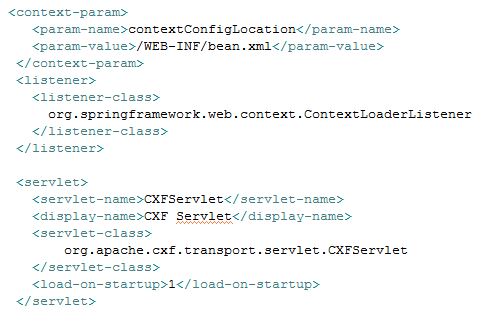 <context-param>
<param-name>contextConfigLocation</param-name>
<param-value>/WEB-INF/bean.xml</param-value>
</context-param>
<listener>
<listener-class>
org.springframework.web.context.ContextLoaderListener
</listener-class>
</listener>
<servlet>
<servlet-name>CXFServlet</servlet-name>
<display-name>CXF Servlet</display-name>
<servlet-class>
org.apache.cxf.transport.servlet.CXFServlet
</servlet-class>
<load-on-startup>1</load-on-startup>
</servlet>